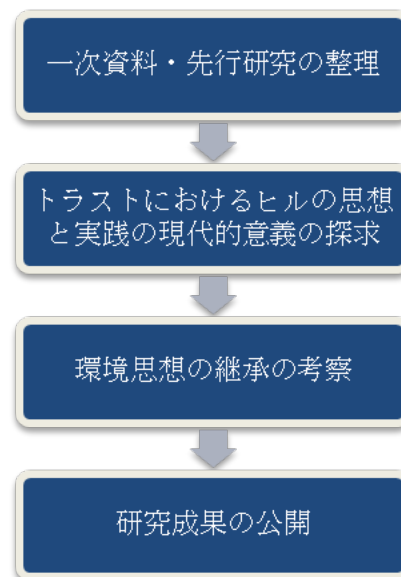 一次資料・先行研究の整理
トラストにおけるヒルの思想
と実践の現代的意義の探求
環境思想の継承の考察
研究成果の公開